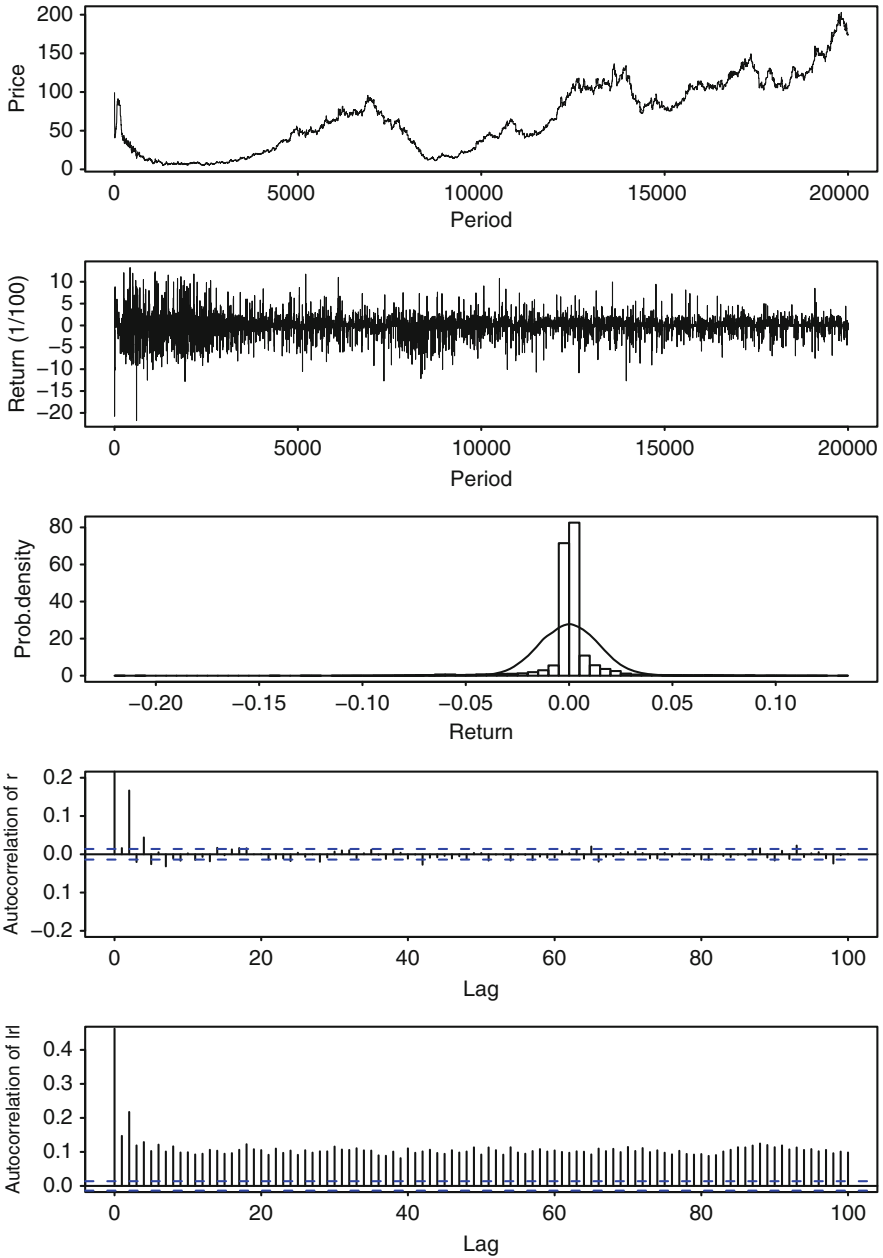 200
150
100
50
0
Price
0 5000 10000 15000 20000
Period
10
5
0
−5
−10
−15
−20
Return (1/100)
0 5000 10000 15000 20000
Period
80
60
40
20
0
Prob.density
−0.20 −0.15 −0.10 −0.05 0.00 0.05 0.10
Return
0.2
0.1
0.0
0.1
−0.2
Autocorrelation of r
0 20 40 60 80 100
Lag
0.4
0.3
0.2
0.1
0.0
Autocorrelation of |r|
0 20 40 60 80 100
Lag